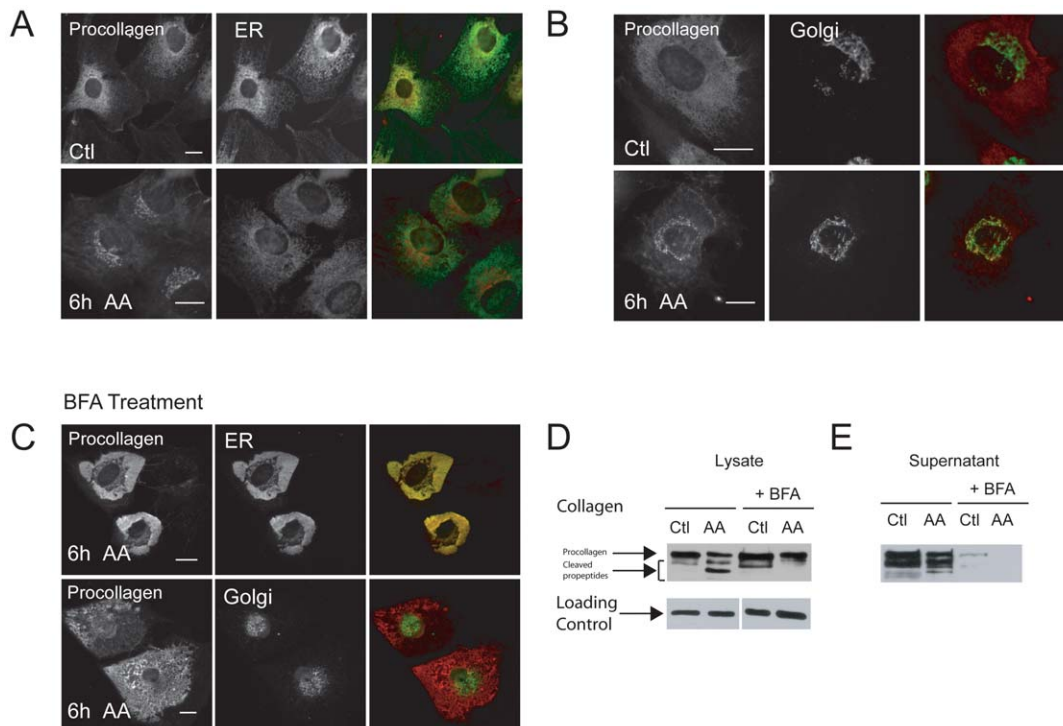 A
Procollagen
ER
Ctl
6h AA
B
Procollagen
Golgi
Ctl
6h AA
BFA Treatment
C
Procollagen
ER
6h AA
Procollagen
Golgi
6h AA
D
Lysate
+ BFA
Collagen
Ctl AA Ctl AA
Procollagen
Cleaved
propeptides
Loading
Control
E
Supernatant
+ BFA
Ctl AA Ctl AA